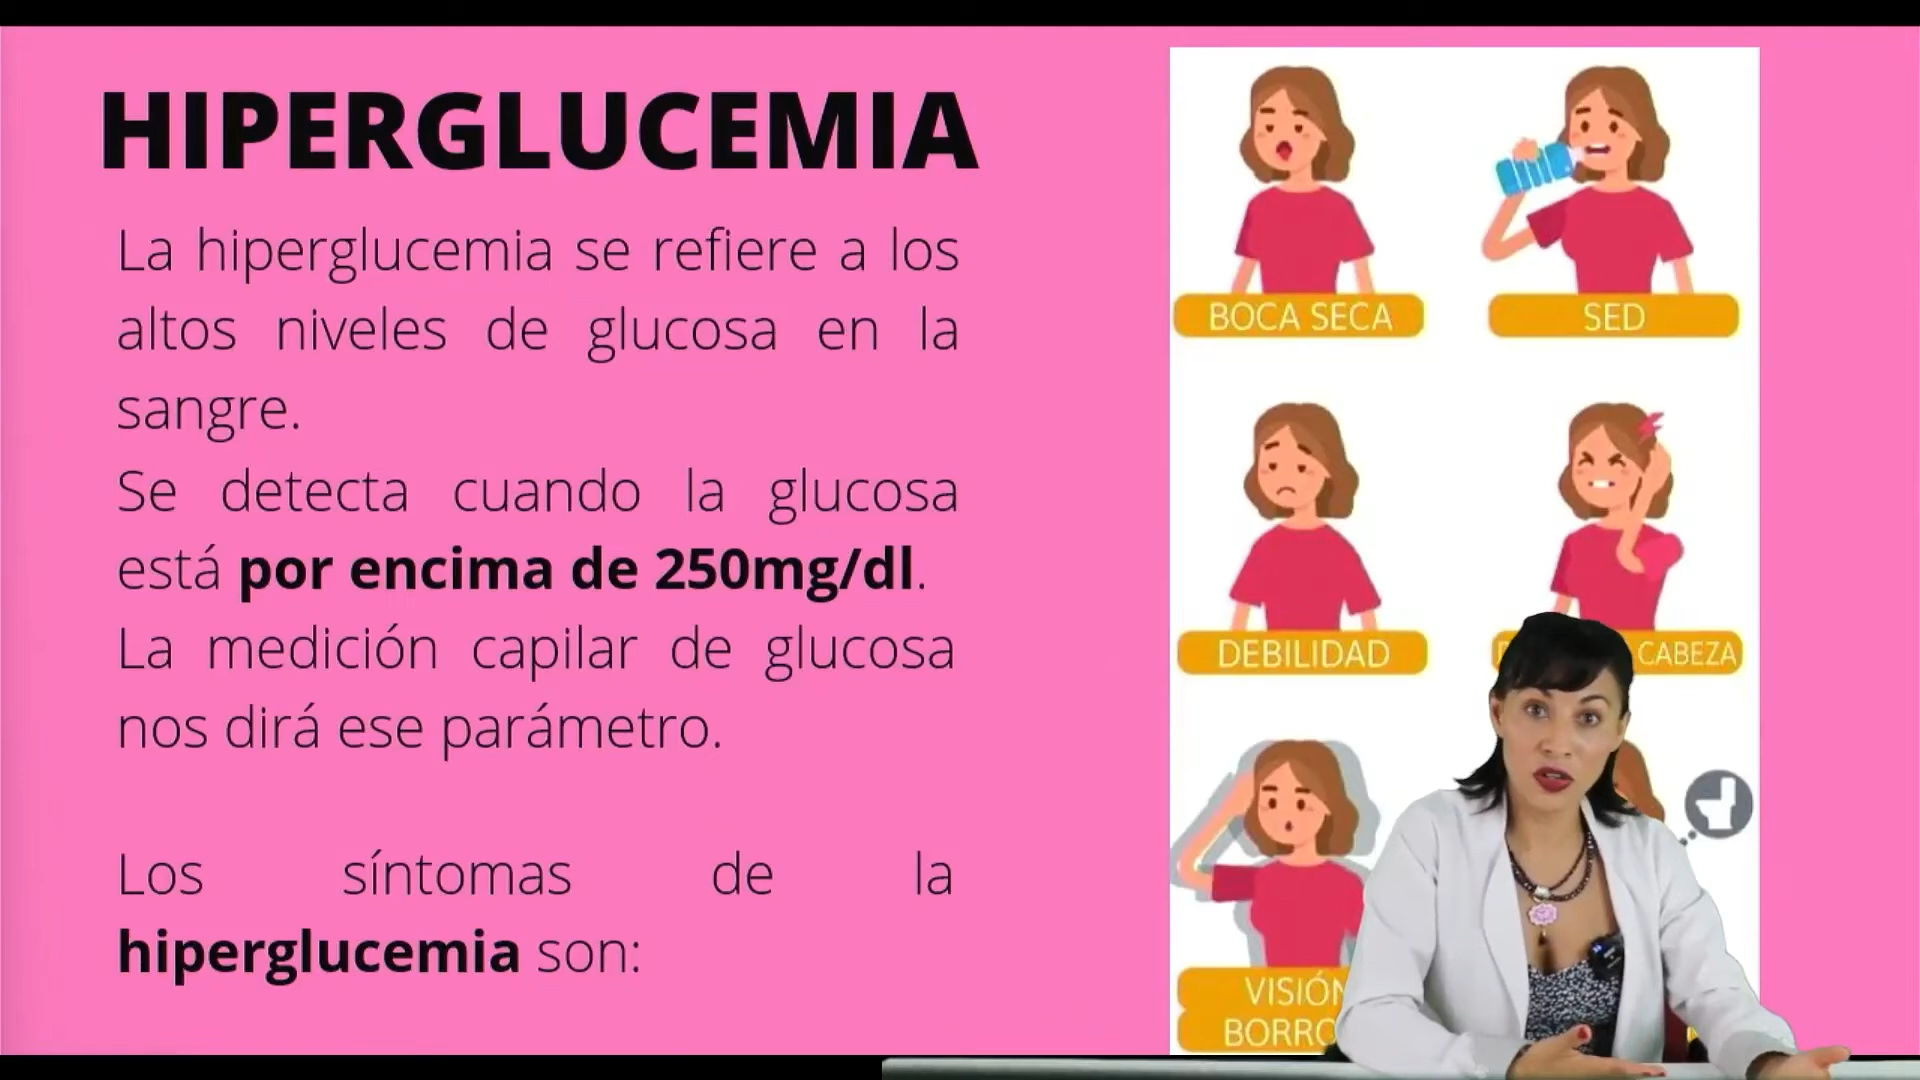 HIPERGLUCEMIA
La hiperglucemia se refiere a los
altos niveles de glucosa en la
sangre.
Se detecta cuando la glucosa
está por encima de 250mg/dl.
La medición capilar de glucosa
nos dirá ese parámetro.
Los síntomas de la
hiperglucemia son:
BOCA SECA
SED
DEBILIDAD
CABEZA